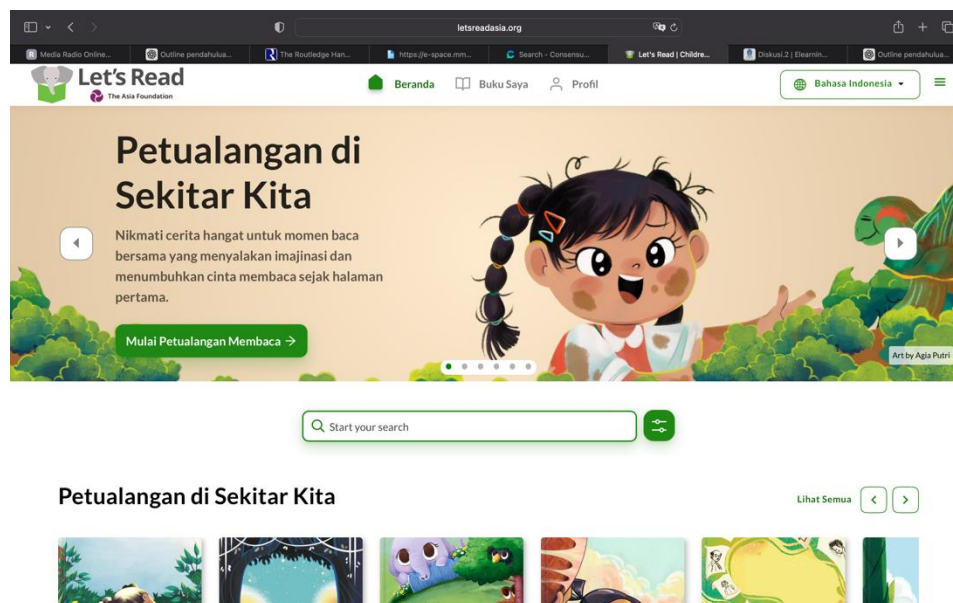 letsreadasia.org
Media Radio Online...
Outline pendahulua...
The Routledge Han...
https://e-space.mm...
Search - Consensu...
Let's Read | Childre...
Diskusi.2 | Elearnin...
Outline pendahulua...
Let's Read
The Asia Foundation
Beranda
Buku Saya
Profil
Bahasa Indonesia
Petualangan di
Sekitar Kita
Nikmati cerita hangat untuk momen baca
bersama yang menyalakan imajinasi dan
menumbuhkan cinta membaca sejak halaman
pertama.
Mulai Petualangan Membaca →
Art by Agia Putri
Start your search
Petualangan di Sekitar Kita
Lihat Semua